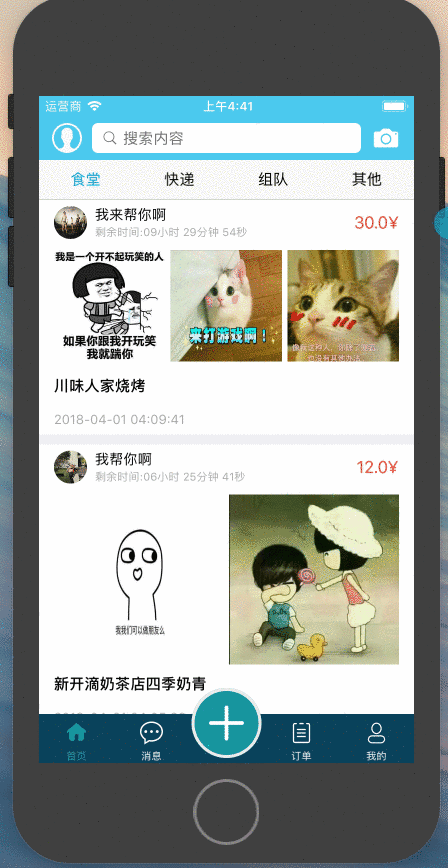 运营商
上午4:41
搜索内容
食堂 快递 组队 其他
我来帮你啊
剩余时间:09小时 29分钟 54秒
30.0¥
我是一个开不起玩笑的人
如果你跟我开玩笑
我就踹你
来打游戏啊！
川味人家烧烤
2018-04-01 04:09:41
我帮你啊
剩余时间:06小时 25分钟 41秒
12.0¥
我我们可以做朋友么
新开滴奶茶店四季奶青
首页 消息 订单 我的